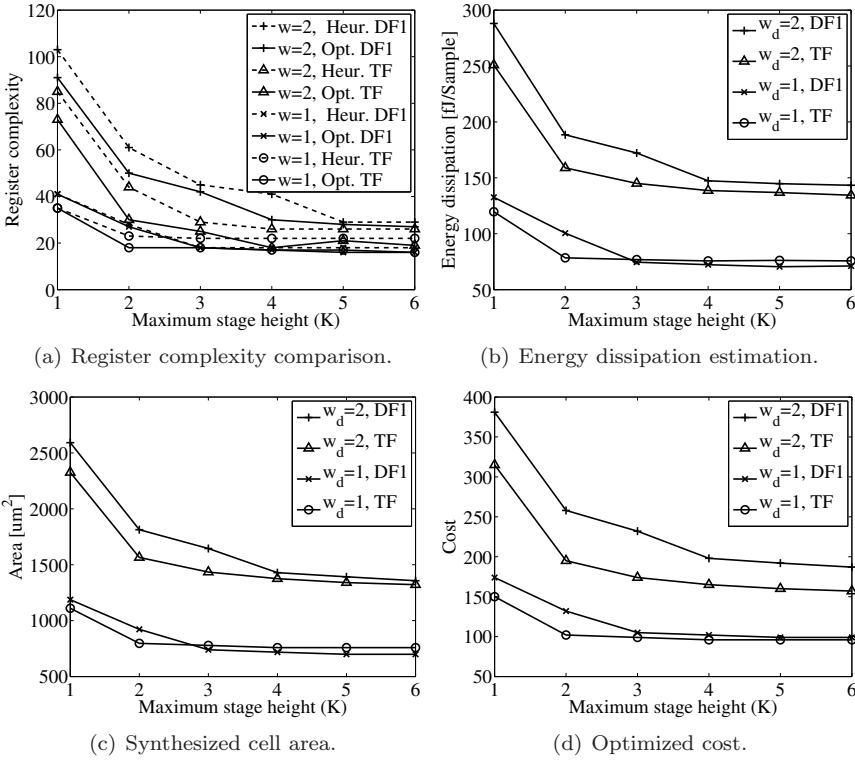 120
100
80
60
40
20
0
Register complexity
1 2 3 4 5 6
Maximum stage height (K)
w=2, Heur. DF1
w=2, Opt. DF1
w=2, Heur. TF
w=2, Opt. TF
w=1, Heur. DF1
w=1, Opt. DF1
w=1, Heur. TF
w=1, Opt. TF
(a) Register complexity comparison.
300
250
200
150
100
50
Energy dissipation [fJ/Sample]
1 2 3 4 5 6
Maximum stage height (K)
w_d=2, DF1
w_d=2, TF
w_d=1, DF1
w_d=1, TF
(b) Energy dissipation estimation.
3000
2500
2000
1500
1000
500
Area [um²]
1 2 3 4 5 6
Maximum stage height (K)
w_d=2, DF1
w_d=2, TF
w_d=1, DF1
w_d=1, TF
(c) Synthesized cell area.
400
350
300
250
200
150
100
50
Cost
1 2 3 4 5 6
Maximum stage height (K)
w_d=2, DF1
w_d=2, TF
w_d=1, DF1
w_d=1, TF
(d) Optimized cost.